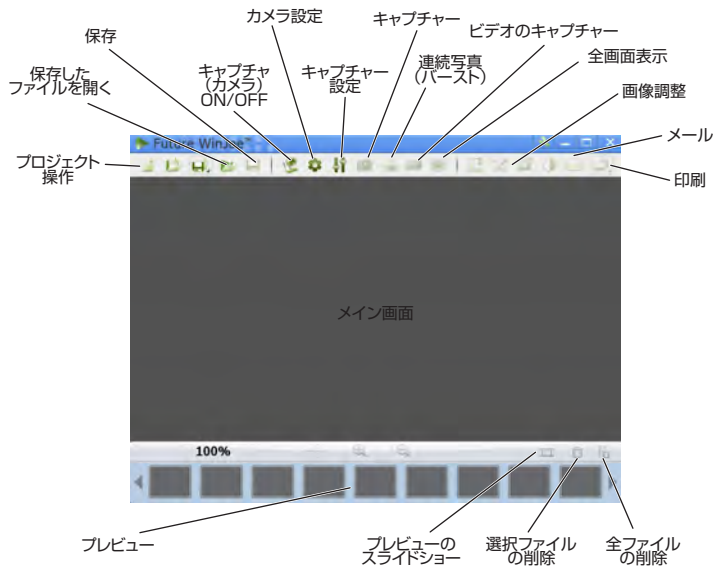 カメラ設定
キャプチャー
保存
ビデオのキャプチャー
連続写真
（バースト）
全画面表示
保存した
ファイルを開く
キャプチャ
（カメラ）
ON/OFF
キャプチャー
設定
画像調整
メール
Future WinJoe™
プロジェクト
操作
印刷
メイン画面
100%
プレビュー
プレビューの
スライドショー
選択ファイル
の削除
全ファイル
の削除